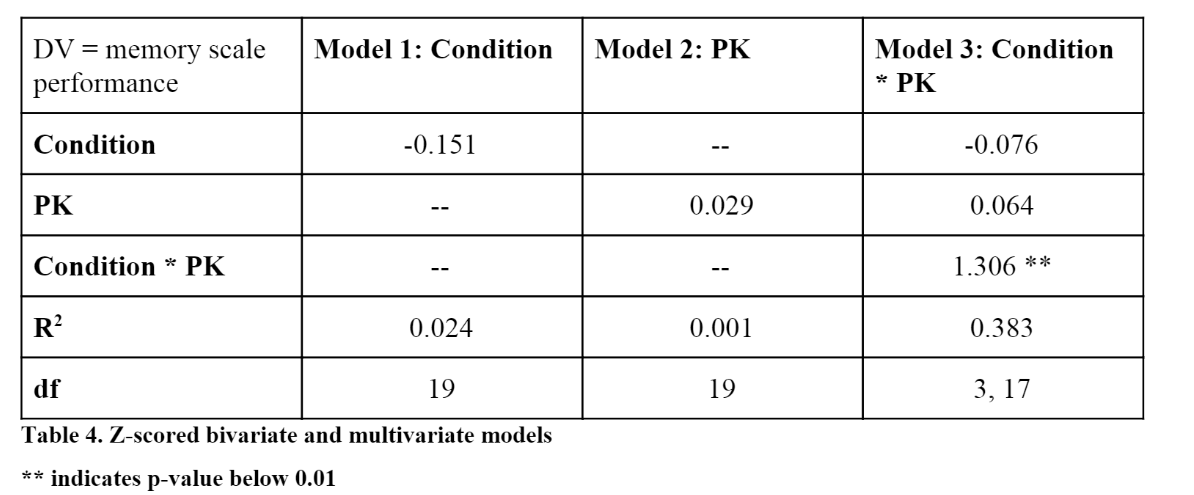 DV = memory scale performance | Model 1: Condition | Model 2: PK | Model 3: Condition * PK
Condition | -0.151 | -- | -0.076
PK | -- | 0.029 | 0.064
Condition * PK | -- | -- | 1.306 **
R² | 0.024 | 0.001 | 0.383
df | 19 | 19 | 3, 17
Table 4. Z-scored bivariate and multivariate models
** indicates p-value below 0.01